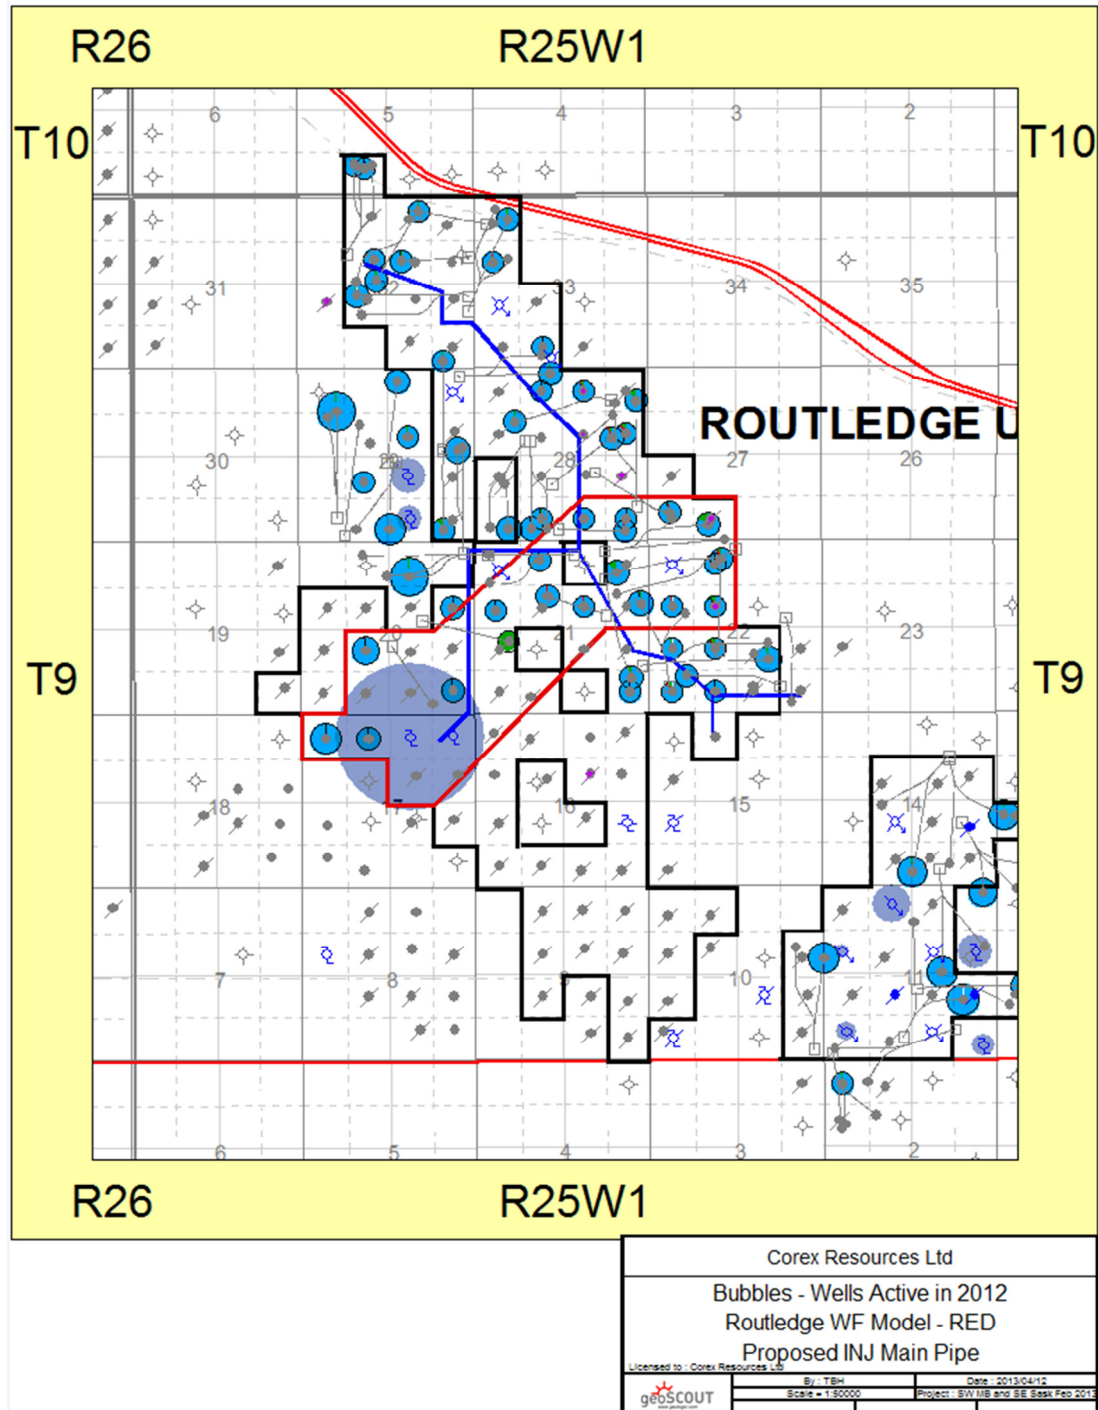 R26 R25W1
T10 T10
6 5 4 3 2
31 32 33 34 35
ROUTLEDGE U
30 29 28 27 26
19 20 21 22 23
T9 T9
18 17 16 15 14
7 8 9 10 11
6 5 4 3 2
R26 R25W1
Corex Resources Ltd
Bubbles - Wells Active in 2012
Routledge WF Model - RED
Proposed INJ Main Pipe
Licensed to : Corex Resources Ltd
By : TBH Date : 2013/04/12
geoSCOUT Scale = 1:50000 Project : SW MB and SE Sask Feb 2013